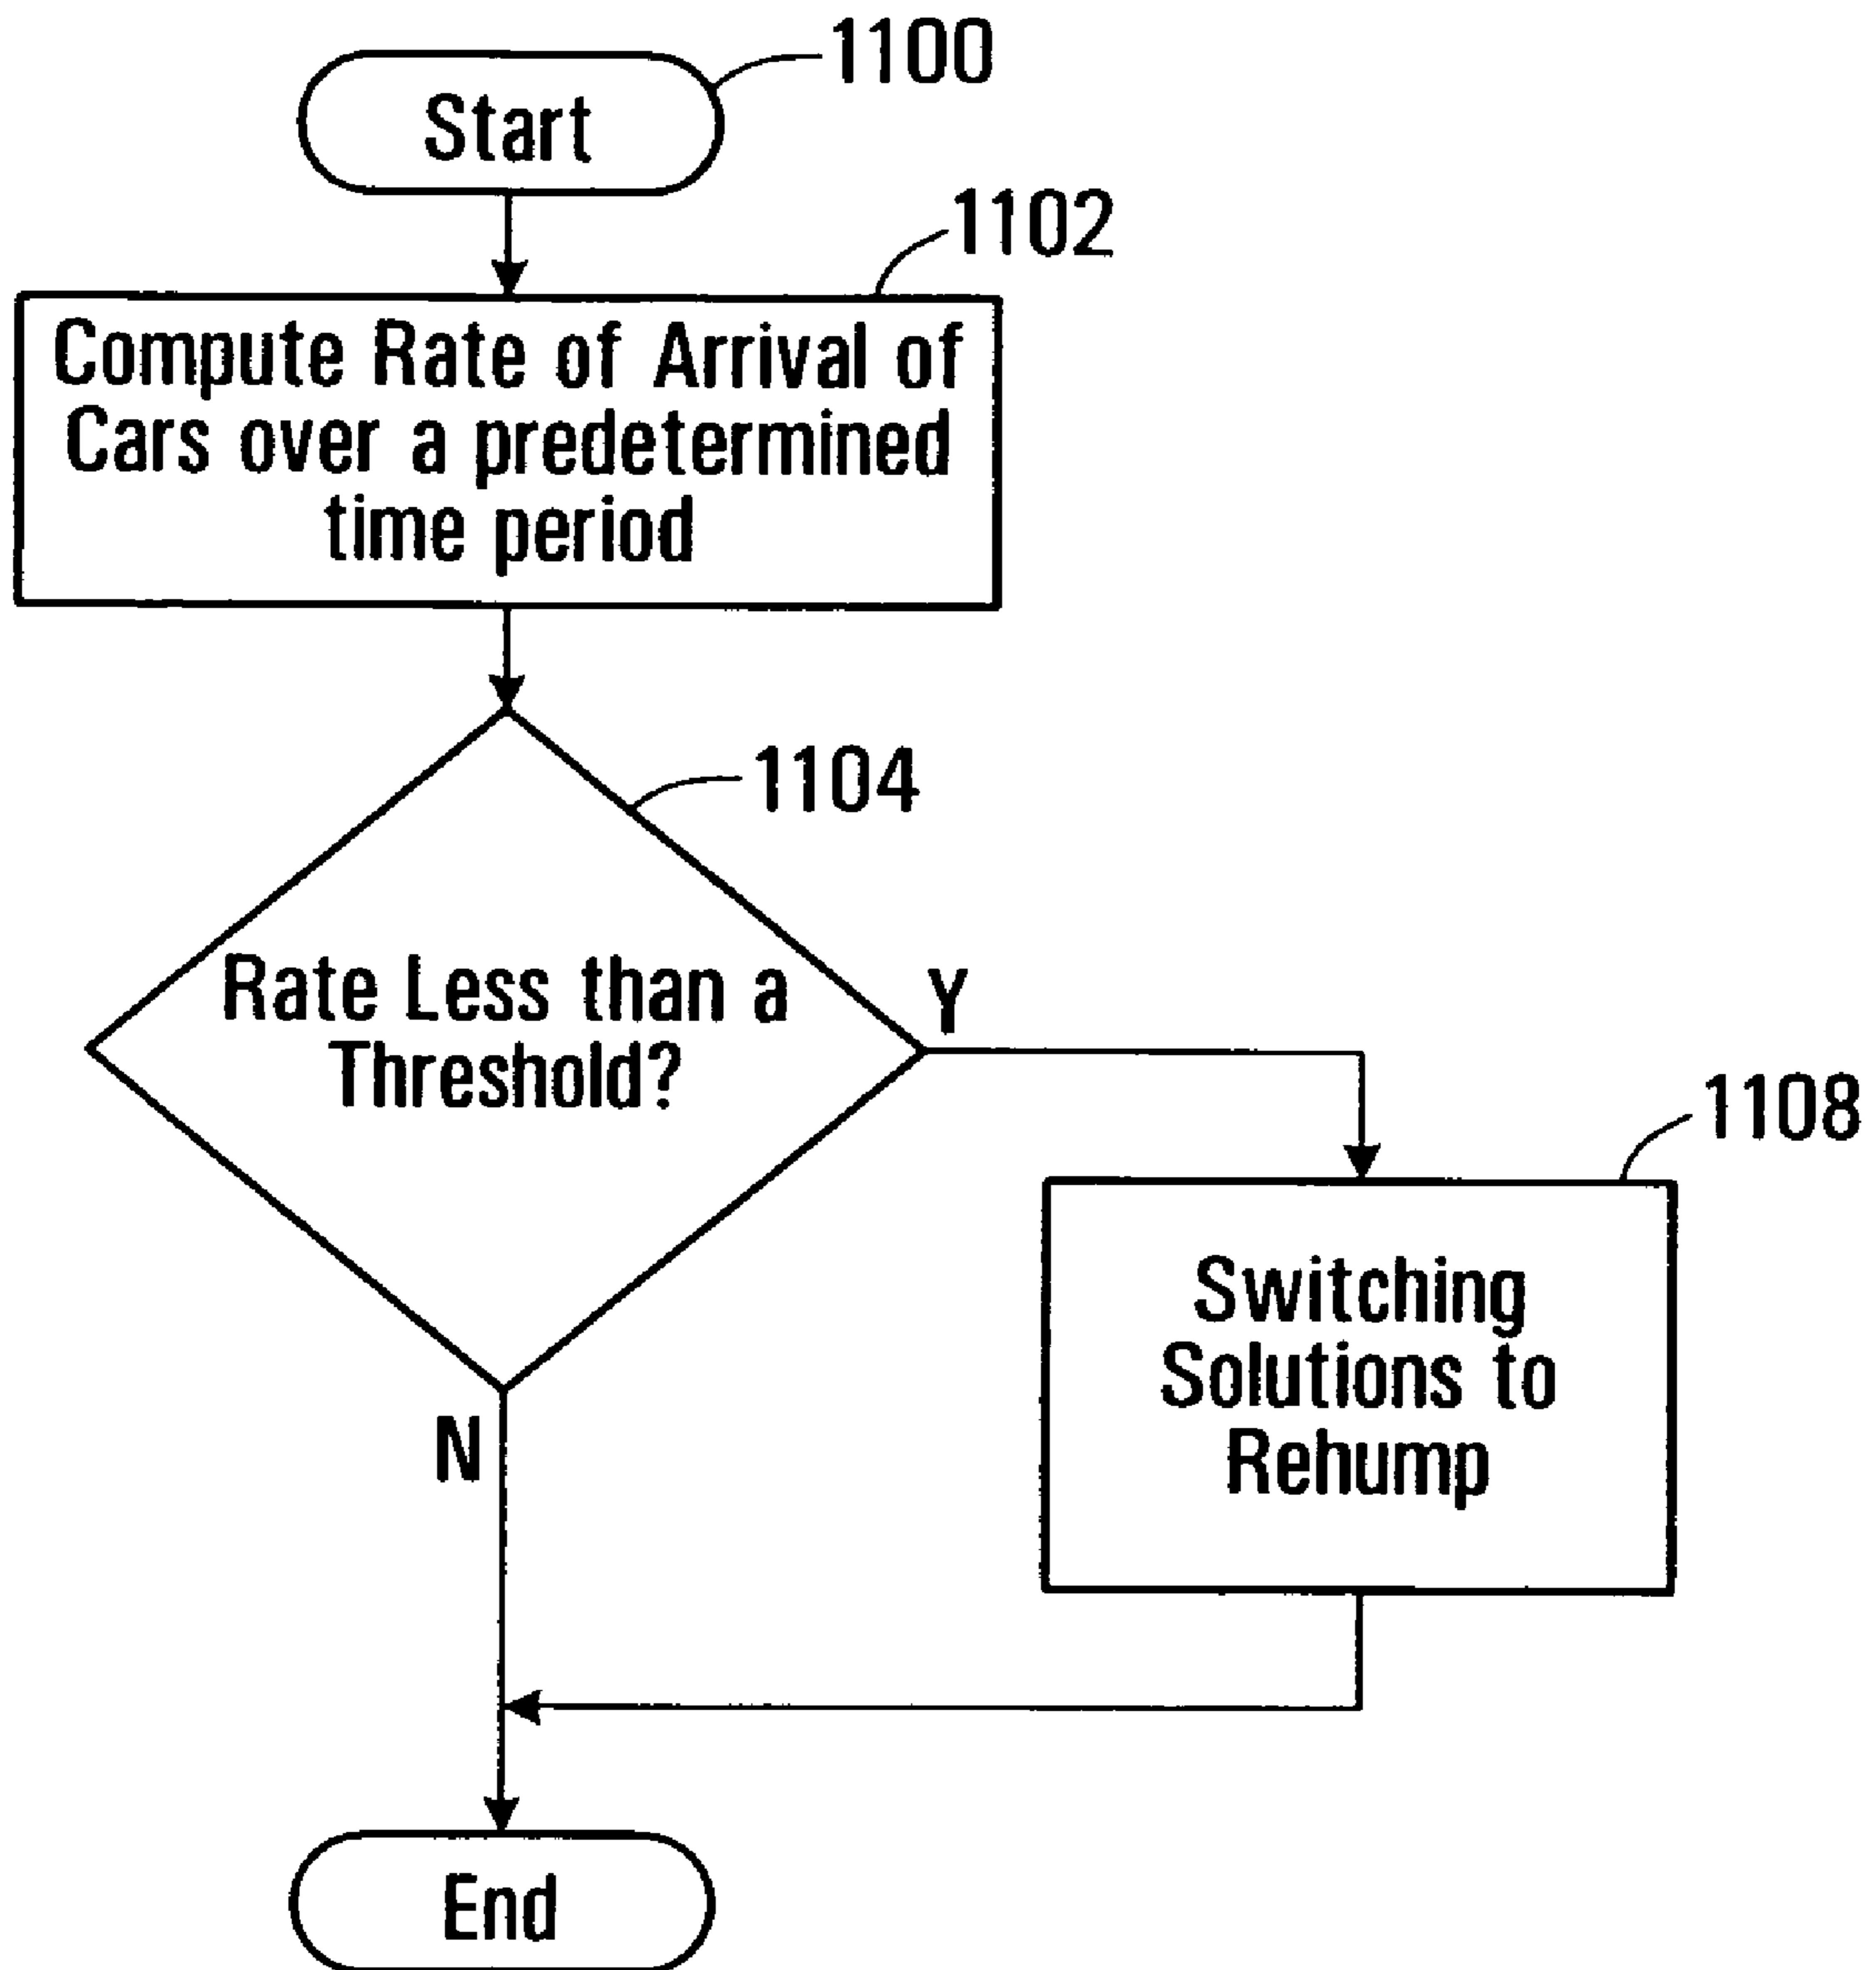 1100
Start
1102
Compute Rate of Arrival of
Cars over a predetermined
time period
1104
Rate Less than a
Threshold?
Y
1108
Switching
Solutions to
Rehump
N
End